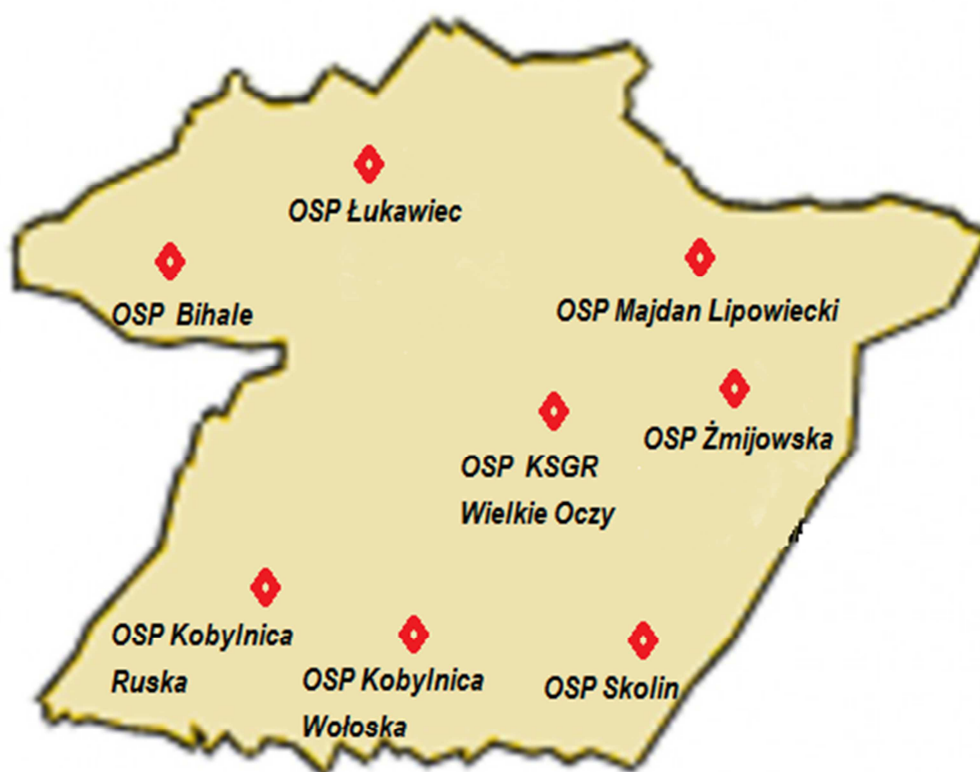 OSP Łukawiec
OSP Bihale
OSP Majdan Lipowiecki
OSP Żmijowska
OSP KSGR
Wielkie Oczy
OSP Kobylnica
Ruska
OSP Kobylnica
Wołoska
OSP Skolin